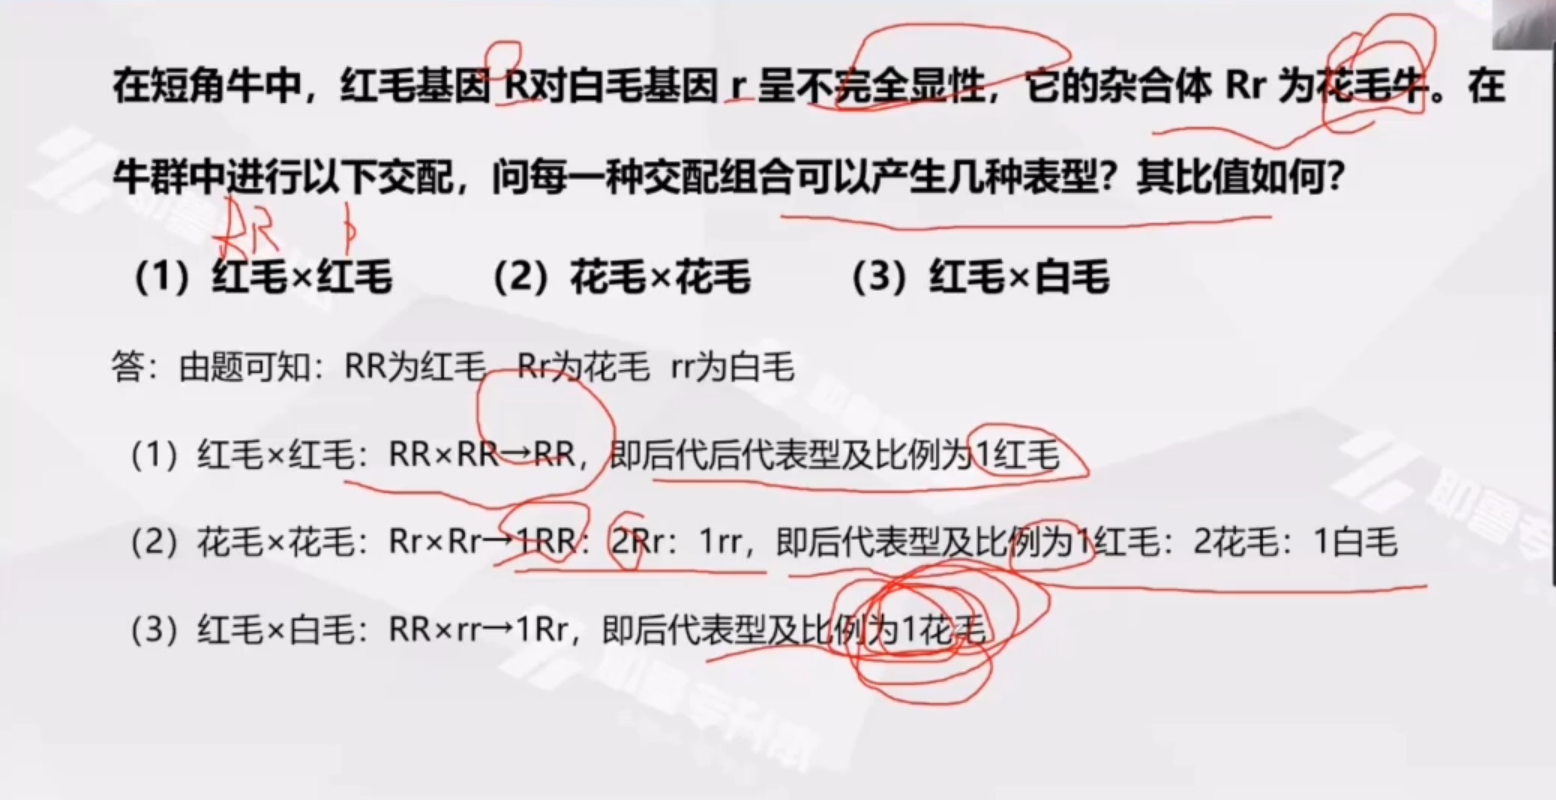 在短角牛中，红毛基因 R对白毛基因 r 呈不完全显性，它的杂合体 Rr 为花毛牛。在
牛群中进行以下交配，问每一种交配组合可以产生几种表型？其比值如何？
RR
（1）红毛×红毛 （2）花毛×花毛 （3）红毛×白毛
答：由题可知：RR为红毛 Rr为花毛 rr为白毛
（1）红毛×红毛：RR×RR→RR，即后代后代表型及比例为1红毛
（2）花毛×花毛：Rr×Rr→1RR：2Rr：1rr，即后代表型及比例为1红毛：2花毛：1白毛
（3）红毛×白毛：RR×rr→1Rr，即后代表型及比例为1花毛
耶鲁专升本